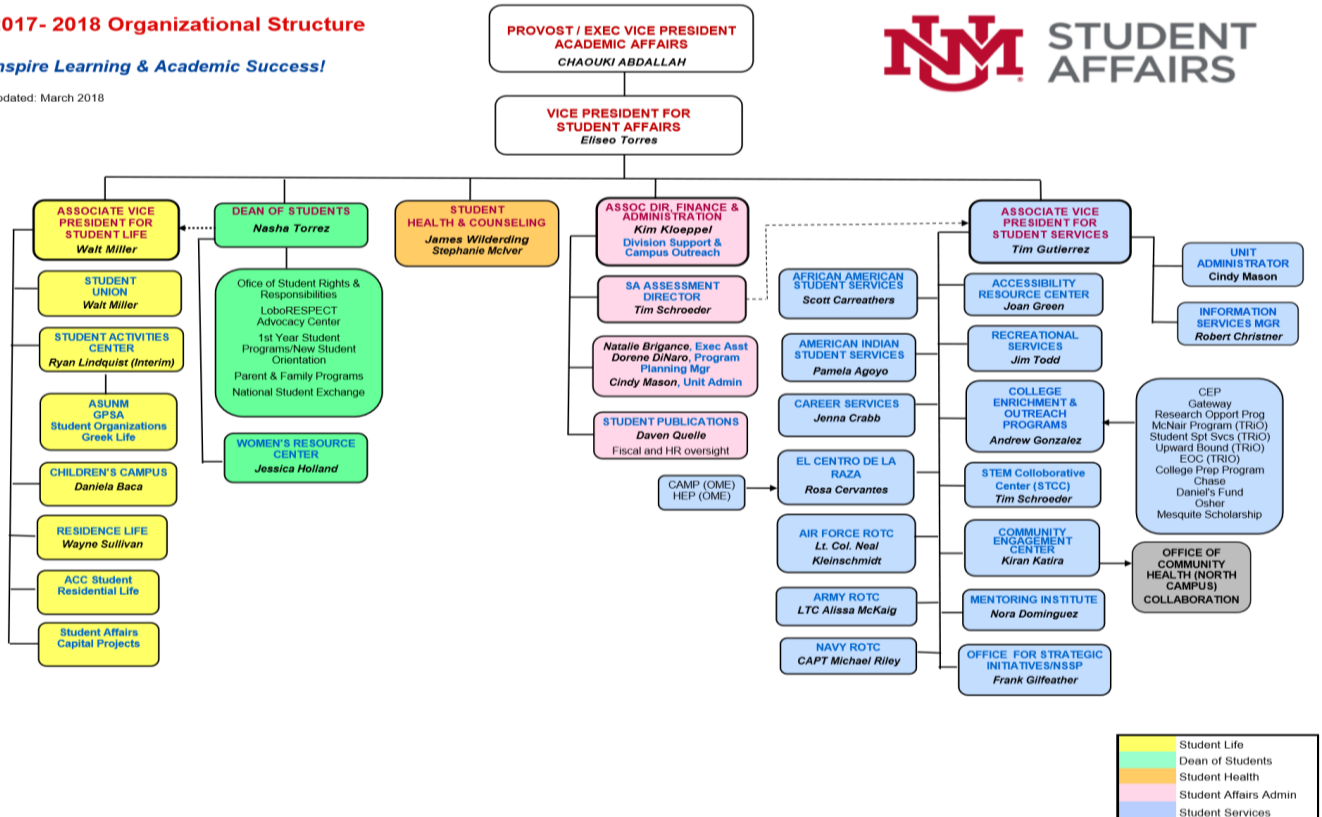 2017- 2018 Organizational Structure
Inspire Learning & Academic Success!
Updated: March 2018
PROVOST / EXEC VICE PRESIDENT
ACADEMIC AFFAIRS
CHAOUKI ABDALLAH
UNM
STUDENT
AFFAIRS
VICE PRESIDENT FOR
STUDENT AFFAIRS
Eliseo Torres
ASSOCIATE VICE
PRESIDENT FOR
STUDENT LIFE
Walt Miller
STUDENT
UNION
Walt Miller
STUDENT ACTIVITIES
CENTER
Ryan Lindquist (Interim)
ASUNM
GPSA
Student Organizations
Greek Life
CHILDREN'S CAMPUS
Daniela Baca
RESIDENCE LIFE
Wayne Sullivan
ACC Student
Residential Life
Student Affairs
Capital Projects
DEAN OF STUDENTS
Nasha Torrez
Ofice of Student Rights &
Responsibilities
LoboRESPECT
Advocacy Center
1st Year Student
Programs/New Student
Orientation
Parent & Family Programs
National Student Exchange
WOMEN'S RESOURCE
CENTER
Jessica Holland
STUDENT
HEALTH & COUNSELING
James Wilderding
Stephanie McIver
ASSOC DIR, FINANCE &
ADMINISTRATION
Kim Kloeppel
Division Support &
Campus Outreach
SA ASSESSMENT
DIRECTOR
Tim Schroeder
Natalie Brigance, Exec Asst
Dorene DiNaro, Program
Planning Mgr
Cindy Mason, Unit Admin
STUDENT PUBLICATIONS
Daven Quelle
Fiscal and HR oversight
CAMP (OME)
HEP (OME)
ASSOCIATE VICE
PRESIDENT FOR
STUDENT SERVICES
Tim Gutierrez
AFRICAN AMERICAN
STUDENT SERVICES
Scott Carreathers
AMERICAN INDIAN
STUDENT SERVICES
Pamela Agoyo
CAREER SERVICES
Jenna Crabb
EL CENTRO DE LA
RAZA
Rosa Cervantes
AIR FORCE ROTC
Lt. Col. Neal
Kleinschmidt
ARMY ROTC
LTC Alissa McKaig
NAVY ROTC
CAPT Michael Riley
ACCESSIBILITY
RESOURCE CENTER
Joan Green
RECREATIONAL
SERVICES
Jim Todd
COLLEGE
ENRICHMENT &
OUTREACH
PROGRAMS
Andrew Gonzalez
STEM Colloborative
Center (STCC)
Tim Schroeder
COMMUNITY
ENGAGEMENT
CENTER
Kiran Katira
MENTORING INSTITUTE
Nora Dominguez
OFFICE FOR STRATEGIC
INITIATIVES/NSSP
Frank Gilfeather
UNIT
ADMINISTRATOR
Cindy Mason
INFORMATION
SERVICES MGR
Robert Christner
CEP
Gateway
Research Opport Prog
McNair Program (TRiO)
Student Spt Svcs (TRiO)
Upward Bound (TRiO)
EOC (TRIO)
College Prep Program
Chase
Daniel's Fund
Osher
Mesquite Scholarship
OFFICE OF
COMMUNITY
HEALTH (NORTH
CAMPUS)
COLLABORATION
Student Life
Dean of Students
Student Health
Student Affairs Admin
Student Services